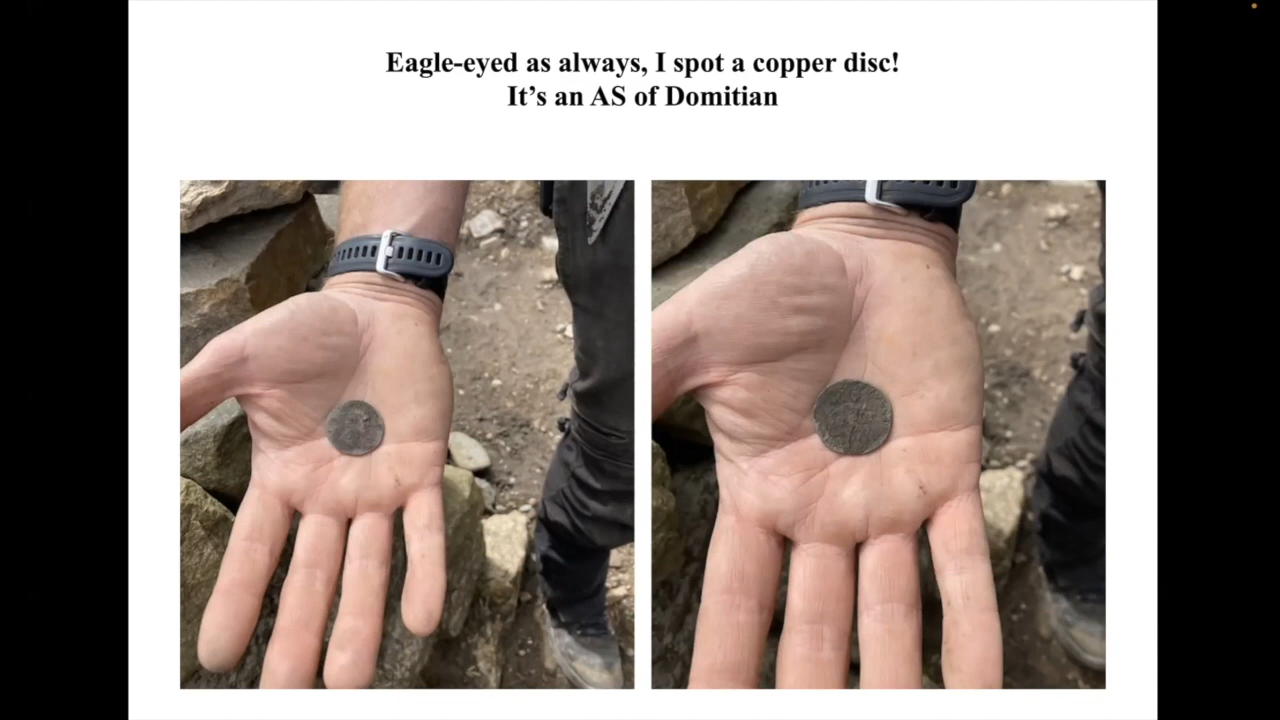 Eagle-eyed as always, I spot a copper disc!
It’s an AS of Domitian